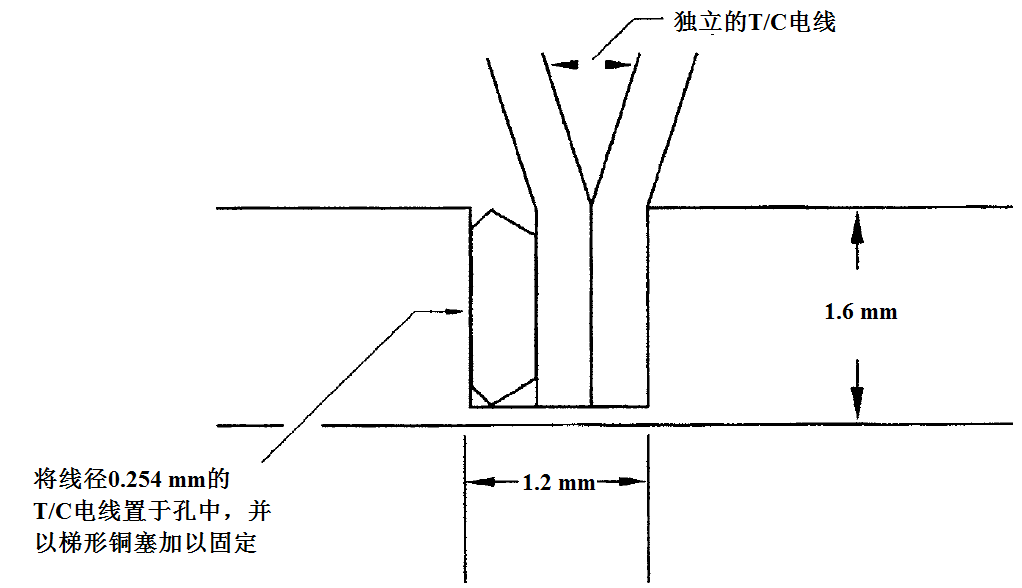 独立的T/C电线
1.6 mm
1.2 mm
将线径0.254 mm的
T/C电线置于孔中，并
以梯形铜塞加以固定